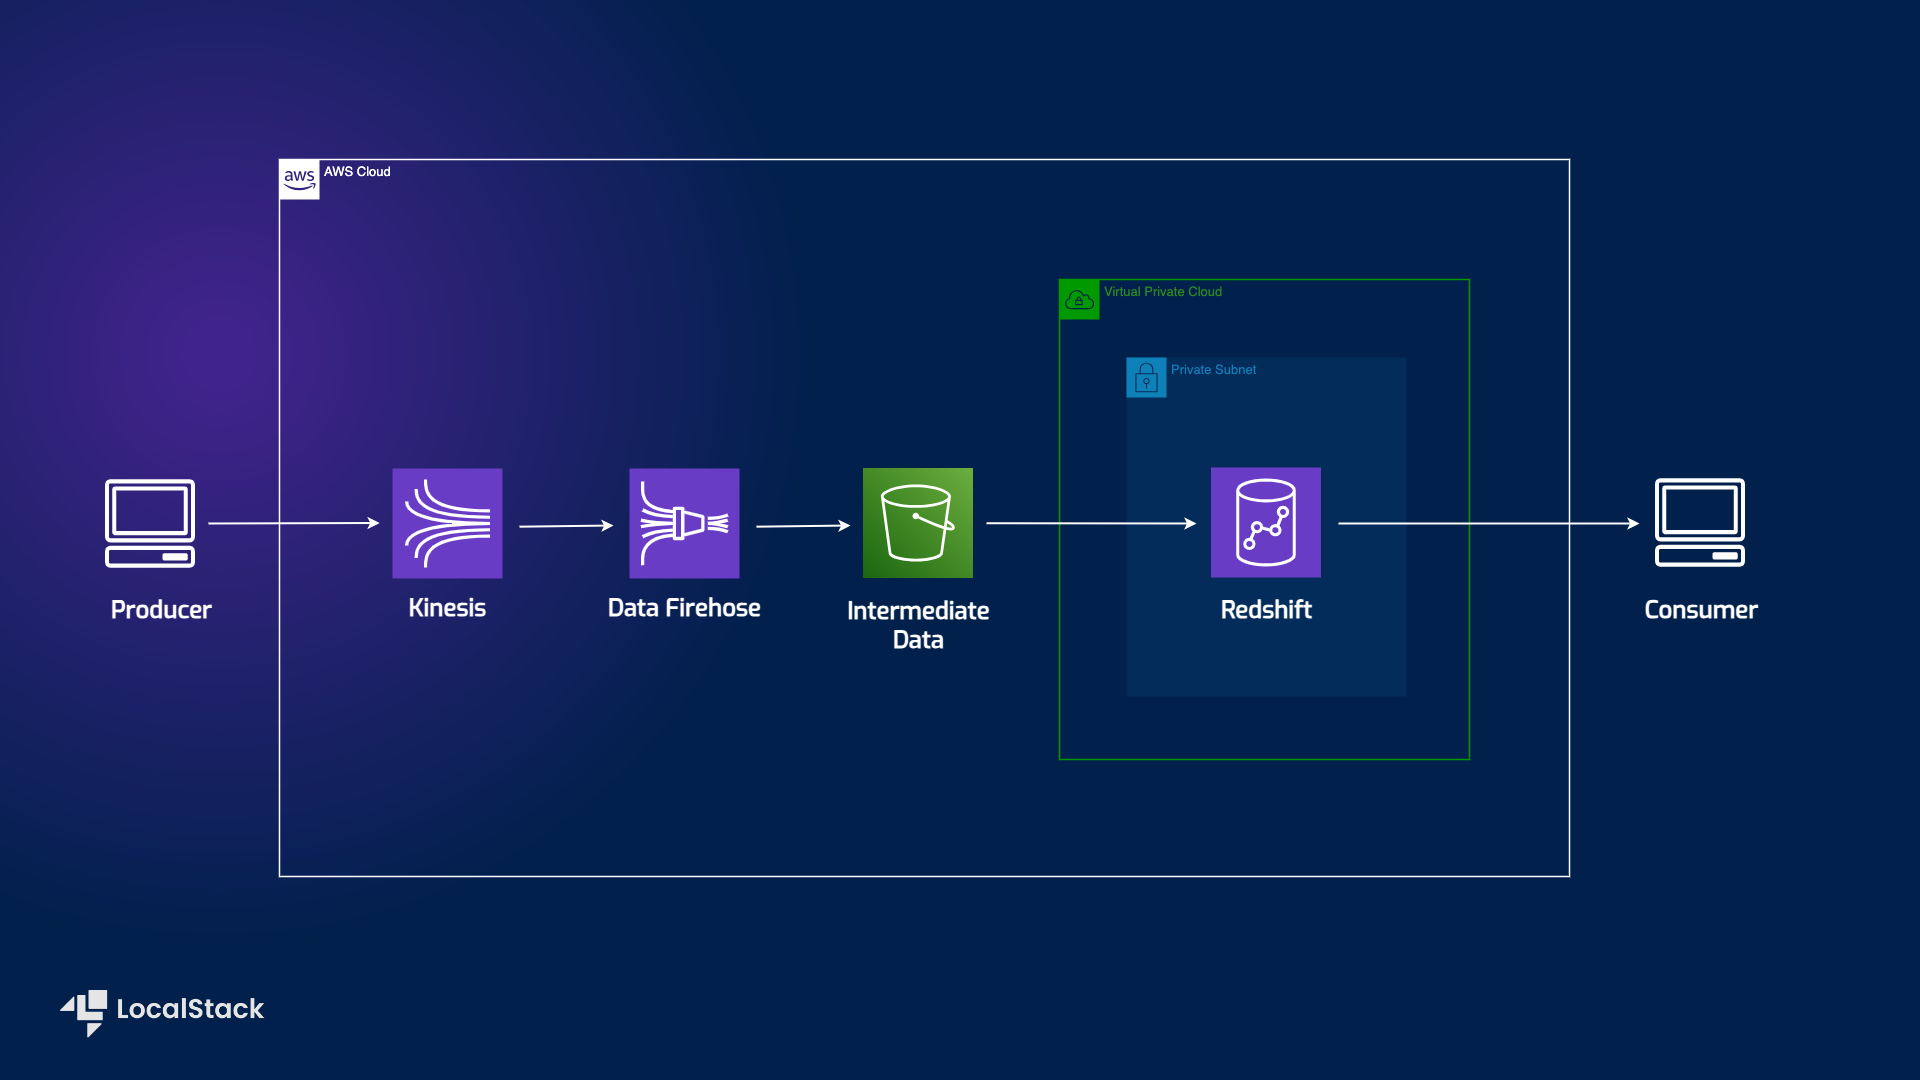 aws
AWS Cloud
Virtual Private Cloud
Private Subnet
Producer
Kinesis
Data Firehose
Intermediate
Data
Redshift
Consumer
LocalStack